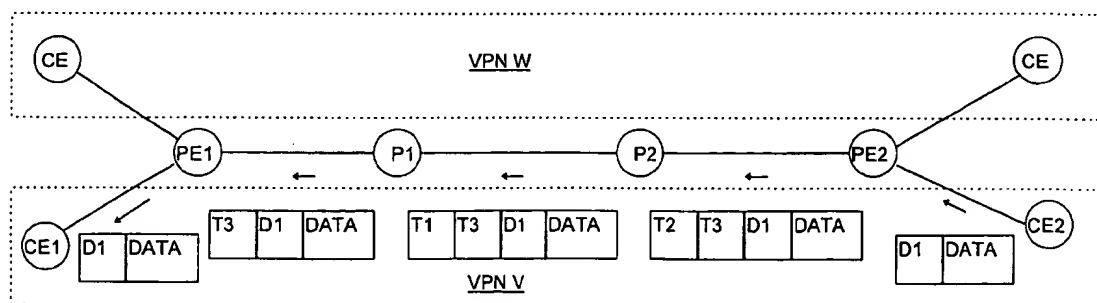 CE
VPN W
CE
PE1
P1
P2
PE2
CE1
D1 DATA
T3 D1 DATA
T1 T3 D1 DATA
T2 T3 D1 DATA
D1 DATA
CE2
VPN V